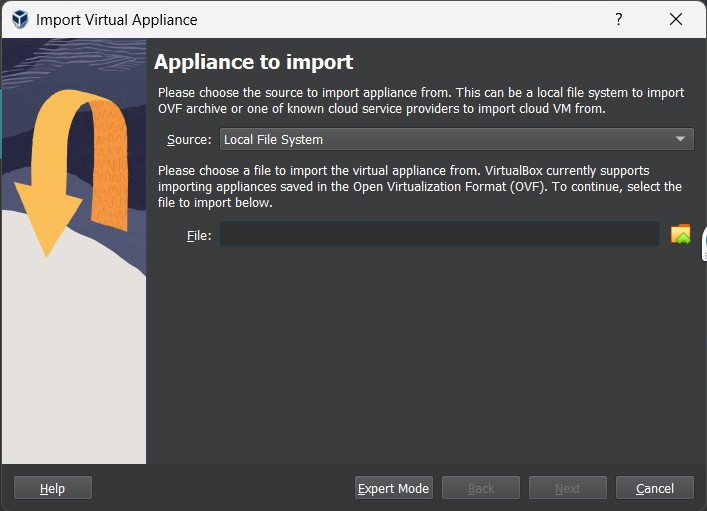 Import Virtual Appliance
?
Appliance to import
Please choose the source to import appliance from. This can be a local file system to import
OVF archive or one of known cloud service providers to import cloud VM from.
Source: Local File System
Please choose a file to import the virtual appliance from. VirtualBox currently supports
importing appliances saved in the Open Virtualization Format (OVF). To continue, select the
file to import below.
File:
Help Expert Mode Back Next Cancel